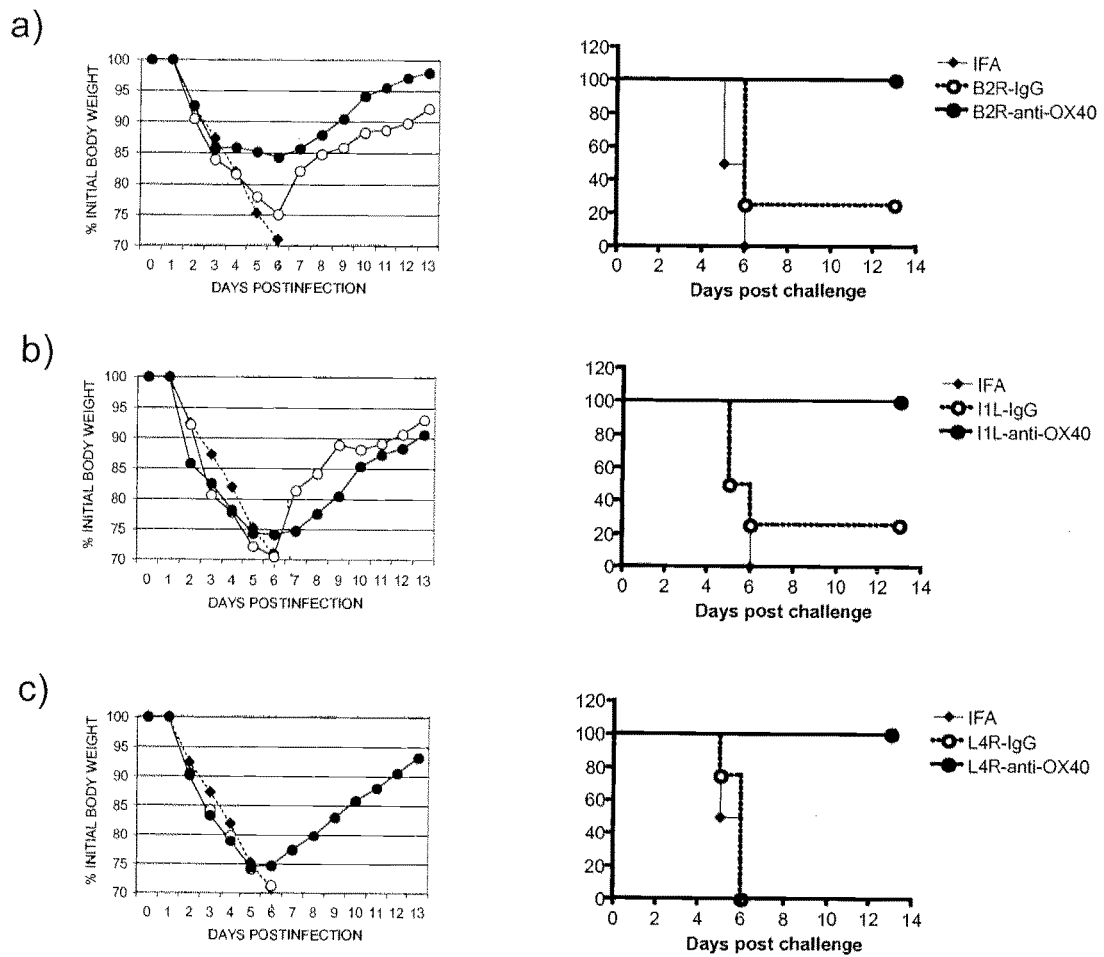 a)
% INITIAL BODY WEIGHT
100
95
90
85
80
75
70
0 1 2 3 4 5 6 7 8 9 10 11 12 13
DAYS POSTINFECTION
120
100
80
60
40
20
0
0 2 4 6 8 10 12 14
Days post challenge
IFA
B2R-IgG
B2R-anti-OX40
b)
% INITIAL BODY WEIGHT
100
95
90
85
80
75
70
0 1 2 3 4 5 6 7 8 9 10 11 12 13
DAYS POSTINFECTION
120
100
80
60
40
20
0
0 2 4 6 8 10 12 14
Days post challenge
IFA
I1L-IgG
I1L-anti-OX40
c)
% INITIAL BODY WEIGHT
100
95
90
85
80
75
70
0 1 2 3 4 5 6 7 8 9 10 11 12 13
DAYS POSTINFECTION
120
100
80
60
40
20
0
0 2 4 6 8 10 12 14
Days post challenge
IFA
L4R-IgG
L4R-anti-OX40